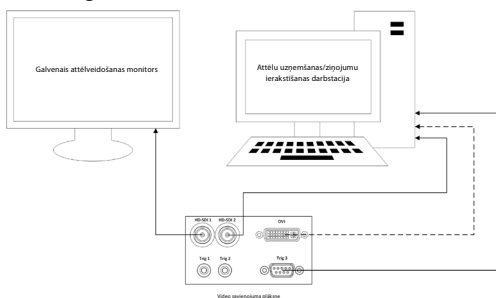 Galvenais attēlveidošanas monitors
Attēlu uzņemšanas/ziņojumu
ierakstīšanas darbstacija
HD-SDI 1
HD-SDI 2
DVI
Trig 1
Trig 2
Trig 3
Video savienojuma plāksne